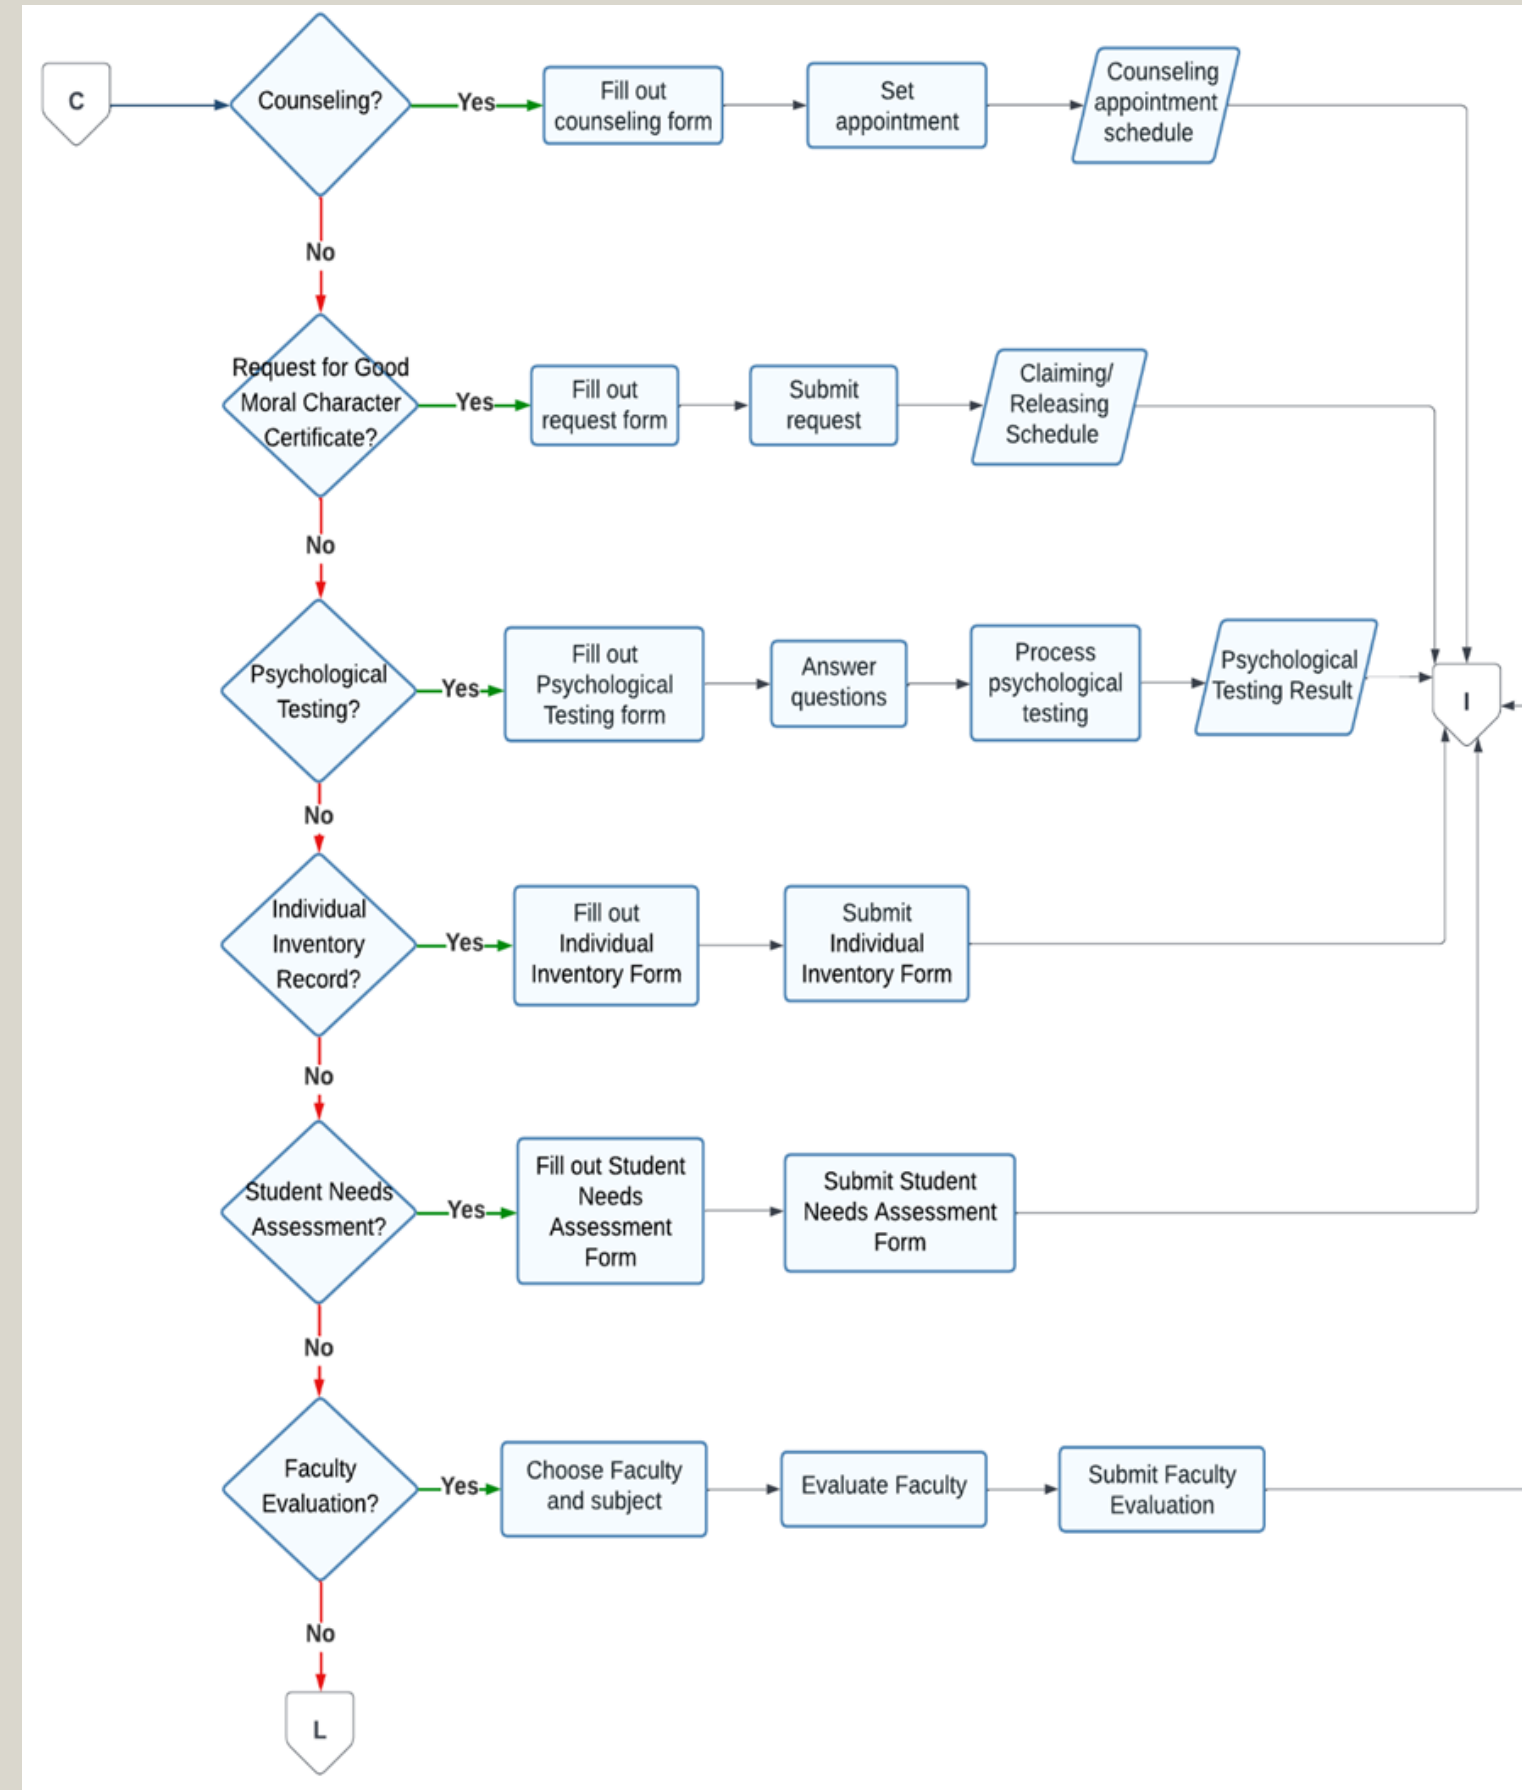 C
Counseling?
Yes
Fill out
counseling form
Set
appointment
Counseling
appointment
schedule
No
Request for Good
Moral Character
Certificate?
Yes
Fill out
request form
Submit
request
Claiming/
Releasing
Schedule
No
Psychological
Testing?
Yes
Fill out
Psychological
Testing form
Answer
questions
Process
psychological
testing
Psychological
Testing Result
I
No
Individual
Inventory
Record?
Yes
Fill out
Individual
Inventory Form
Submit
Individual
Inventory Form
No
Student Needs
Assessment?
Yes
Fill out Student
Needs
Assessment
Form
Submit Student
Needs Assessment
Form
No
Faculty
Evaluation?
Yes
Choose Faculty
and subject
Evaluate Faculty
Submit Faculty
Evaluation
No
L